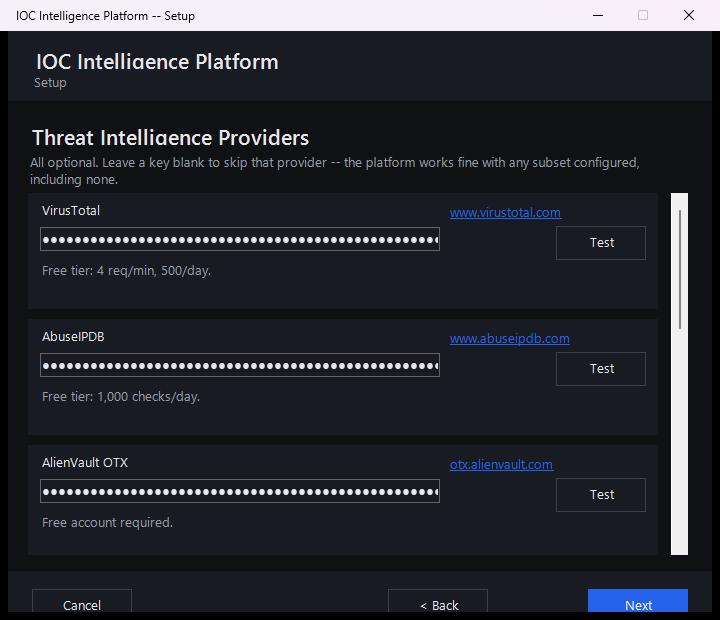 IOC Intelligence Platform -- Setup
IOC Intelligence Platform
Setup
Threat Intelligence Providers
All optional. Leave a key blank to skip that provider -- the platform works fine with any subset configured,
including none.
VirusTotal
www.virustotal.com
Test
Free tier: 4 req/min, 500/day.
AbuseIPDB
www.abuseipdb.com
Test
Free tier: 1,000 checks/day.
AlienVault OTX
otx.alienvault.com
Test
Free account required.
Cancel
< Back
Next